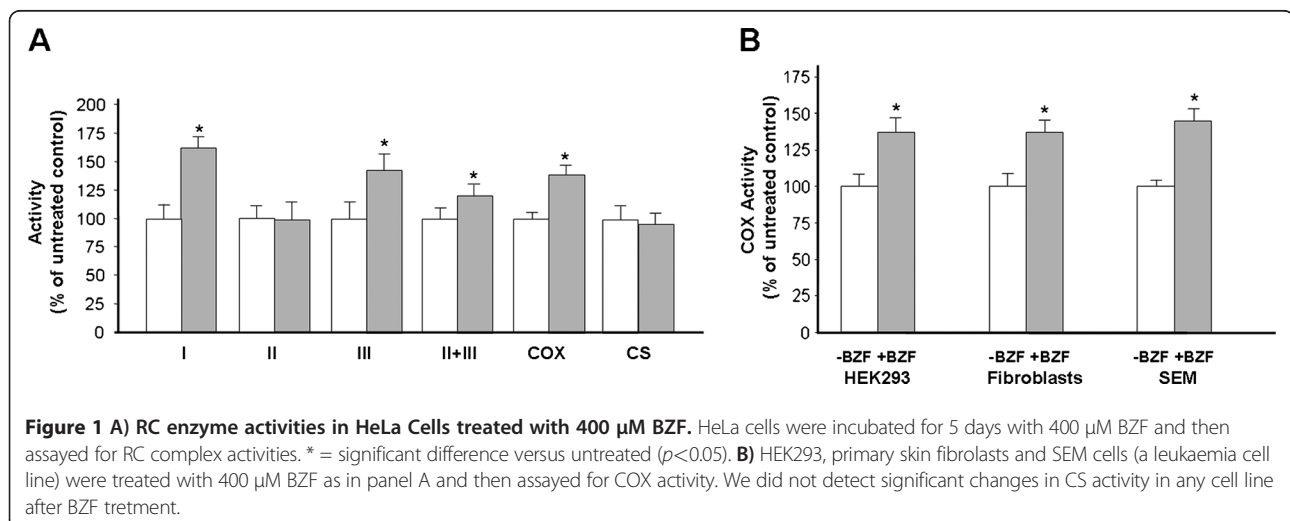 A
Activity
(% of untreated control)
200
175
150
125
100
75
50
25
0
*
*
*
*
I II III II+III COX CS
B
COX Activity
(% of untreated control)
175
150
125
100
75
50
25
0
*
*
*
-BZF +BZF -BZF +BZF -BZF +BZF
HEK293 Fibroblasts SEM
Figure 1 A) RC enzyme activities in HeLa Cells treated with 400 μM BZF. HeLa cells were incubated for 5 days with 400 μM BZF and then
assayed for RC complex activities. * = significant difference versus untreated (p<0.05). B) HEK293, primary skin fibrolasts and SEM cells (a leukaemia cell
line) were treated with 400 μM BZF as in panel A and then assayed for COX activity. We did not detect significant changes in CS activity in any cell line
after BZF tretment.